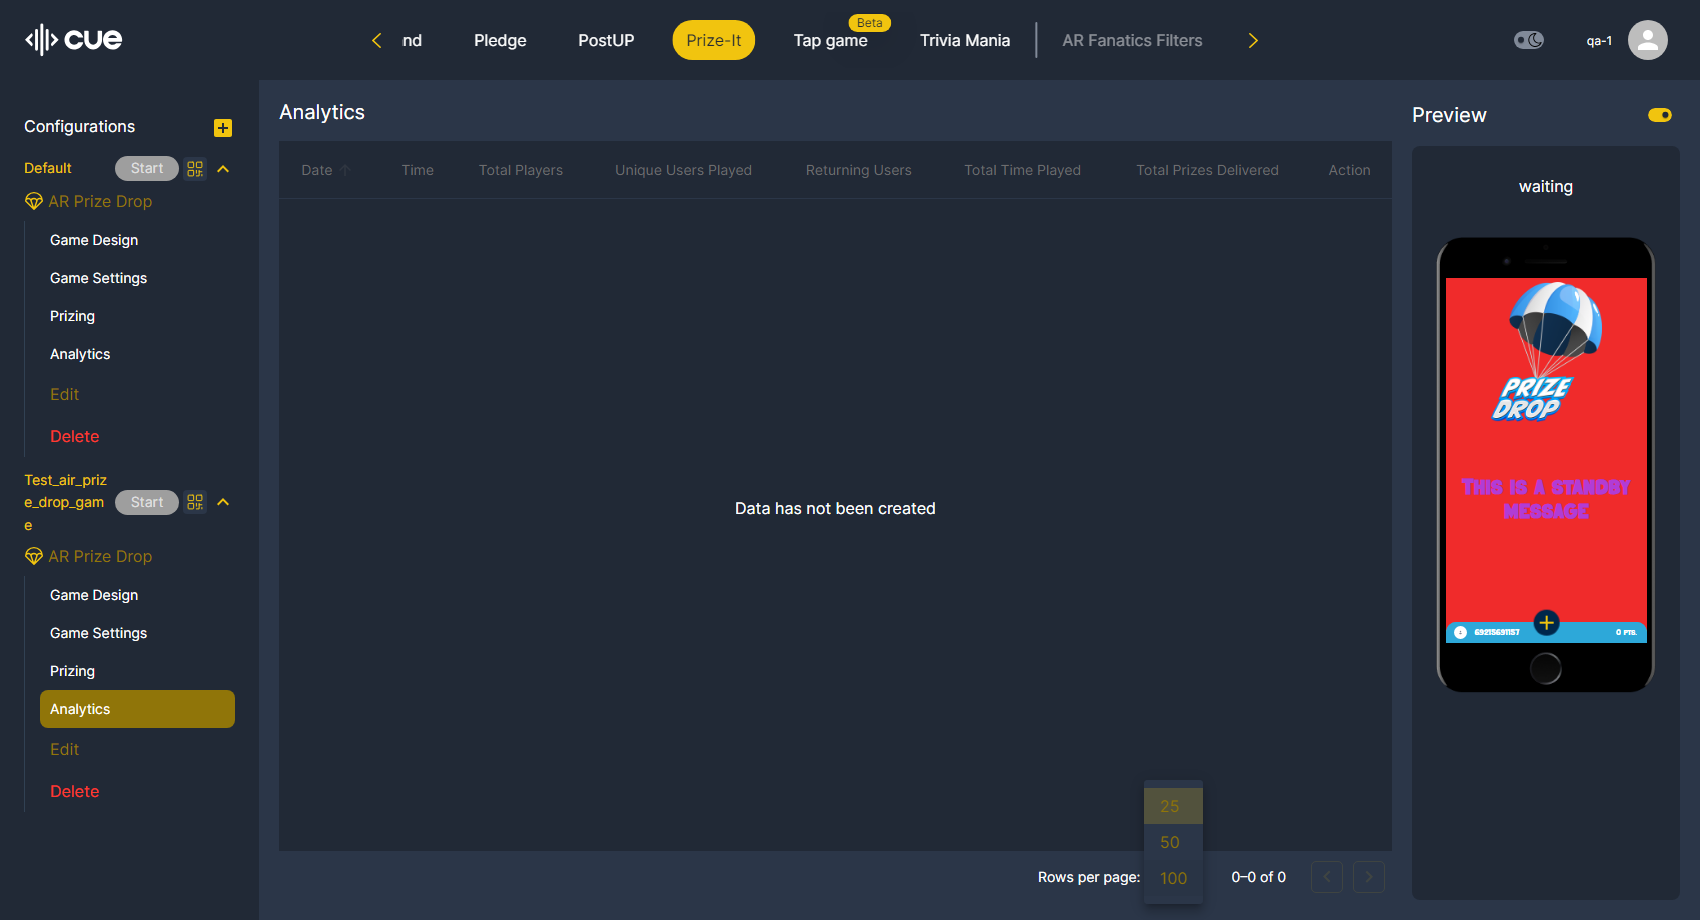 cue
nd
Pledge
PostUP
Prize-It
Beta
Tap game
Trivia Mania
AR Fanatics Filters
qa-1
Configurations
Default
Start
AR Prize Drop
Game Design
Game Settings
Prizing
Analytics
Edit
Delete
Test_air_priz
e_drop_gam
e
Start
AR Prize Drop
Game Design
Game Settings
Prizing
Analytics
Edit
Delete
Analytics
Date Time Total Players Unique Users Played Returning Users Total Time Played Total Prizes Delivered Action
Data has not been created
25
50
100
Rows per page:
0–0 of 0
Preview
waiting
PRIZE
DROP
THIS IS A STANDBY
MESSAGE
69215691157
0 PTS.